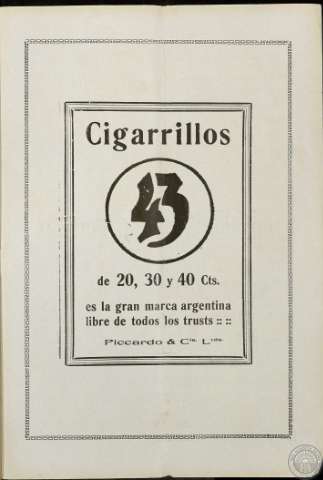 Cigarrillos
43
de 20, 30 y 40 Cts.
es la gran marca argentina
libre de todos los trusts :: ::
Piccardo & Cía. Ltda.